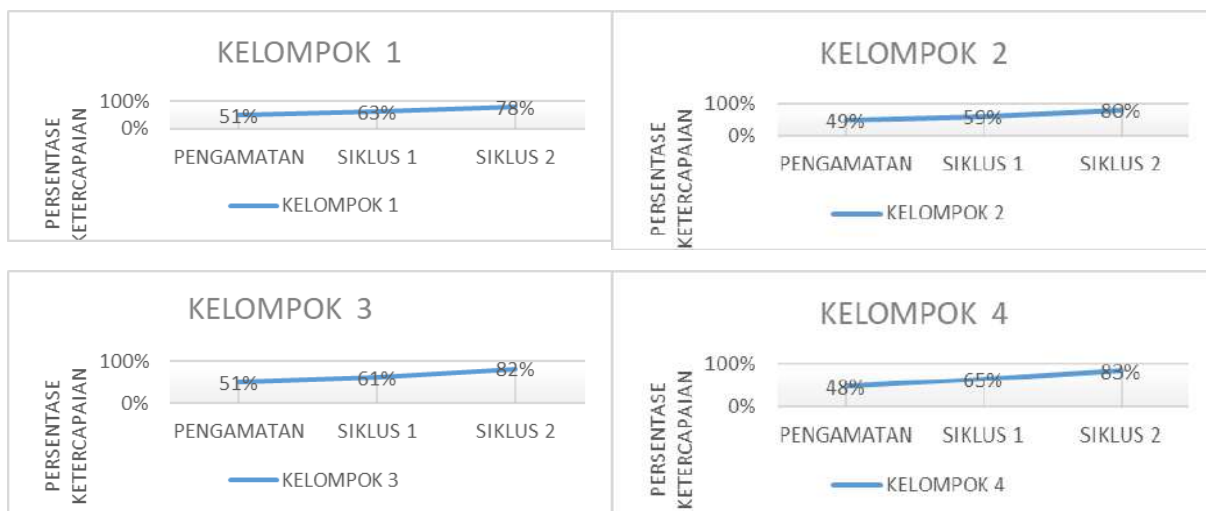 KELOMPOK 1
PERSENTASE
KETERCAPAIAN
100%
0%
51%
63%
78%
PENGAMATAN
SIKLUS 1
SIKLUS 2
KELOMPOK 1
KELOMPOK 2
PERSENTASE
KETERCAPAIAN
100%
0%
49%
59%
80%
PENGAMATAN
SIKLUS 1
SIKLUS 2
KELOMPOK 2
KELOMPOK 3
PERSENTASE
KETERCAPAIAN
100%
0%
51%
61%
82%
PENGAMATAN
SIKLUS 1
SIKLUS 2
KELOMPOK 3
KELOMPOK 4
PERSENTASE
KETERCAPAIAN
100%
0%
48%
65%
83%
PENGAMATAN
SIKLUS 1
SIKLUS 2
KELOMPOK 4